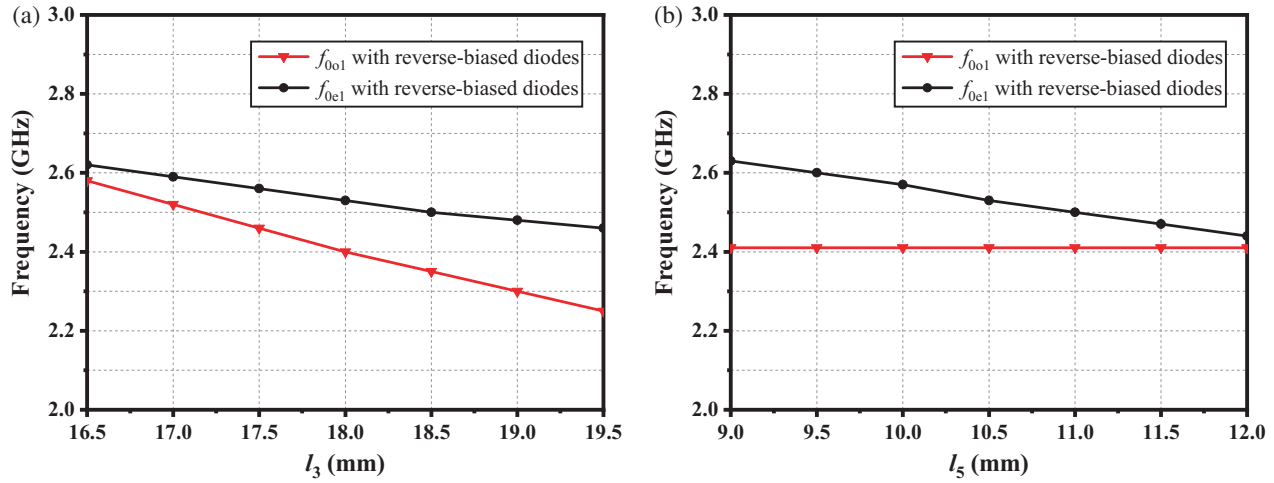 (a)
Frequency (GHz)
3.0
2.8
2.6
2.4
2.2
2.0
f0o1 with reverse-biased diodes
f0e1 with reverse-biased diodes
16.5 17.0 17.5 18.0 18.5 19.0 19.5
l3 (mm)
(b)
Frequency (GHz)
3.0
2.8
2.6
2.4
2.2
2.0
f0o1 with reverse-biased diodes
f0e1 with reverse-biased diodes
9.0 9.5 10.0 10.5 11.0 11.5 12.0
l5 (mm)